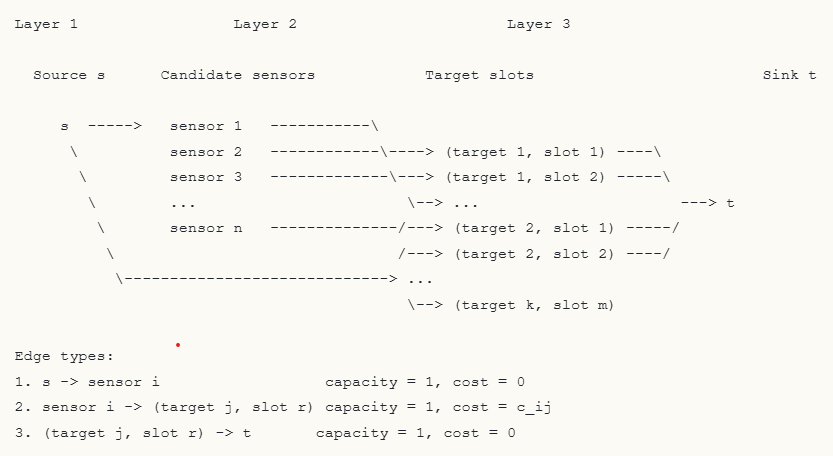 Layer 1                 Layer 2                       Layer 3
  Source s      Candidate sensors            Target slots                         Sink t
     s  ----->   sensor 1   -----------\
      \          sensor 2   ------------\----> (target 1, slot 1) ----\
       \         sensor 3   -------------\---> (target 1, slot 2) -----\
        \        ...                       \--> ...                      ---> t
         \       sensor n   --------------/---> (target 2, slot 1) -----/
          \                               /---> (target 2, slot 2) ----/
           \-----------------------------> ...
                                           \--> (target k, slot m)
Edge types:
1. s -> sensor i                  capacity = 1, cost = 0
2. sensor i -> (target j, slot r) capacity = 1, cost = c_ij
3. (target j, slot r) -> t       capacity = 1, cost = 0